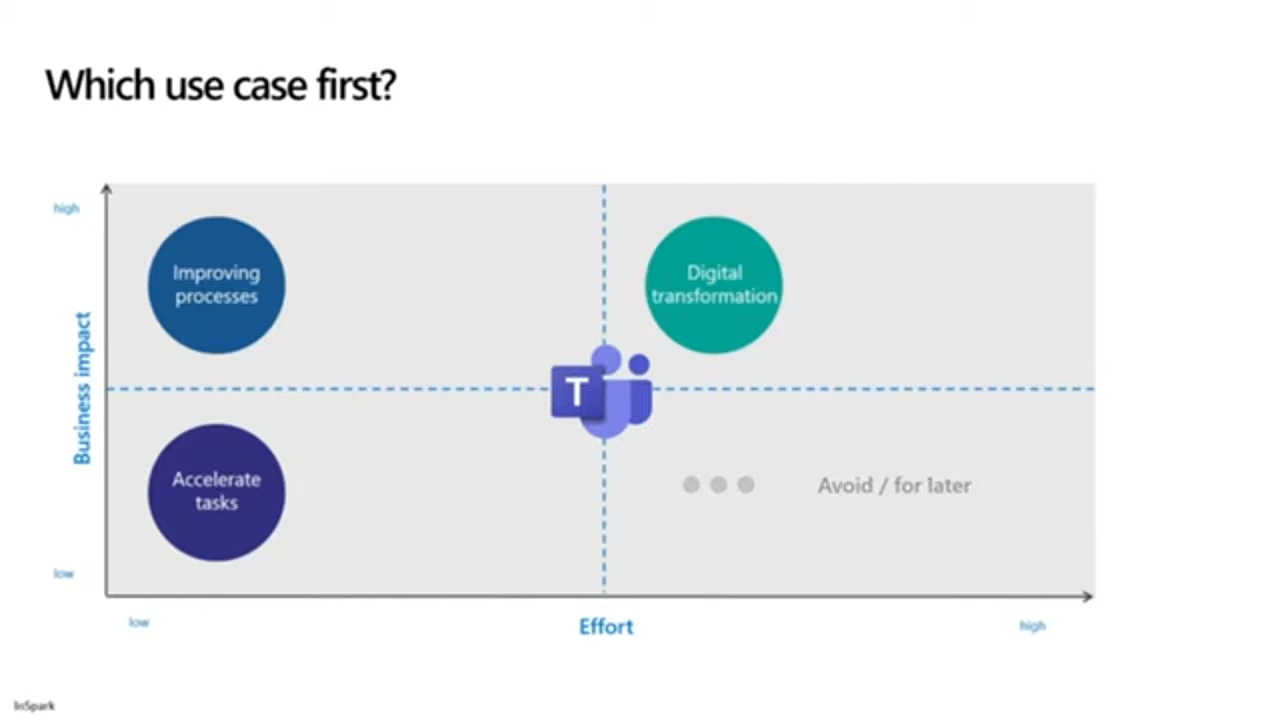 Which use case first?
high
Improving
processes
Digital
transformation
Business impact
T
Accelerate
tasks
Avoid / for later
low
low
Effort
high
InSpark